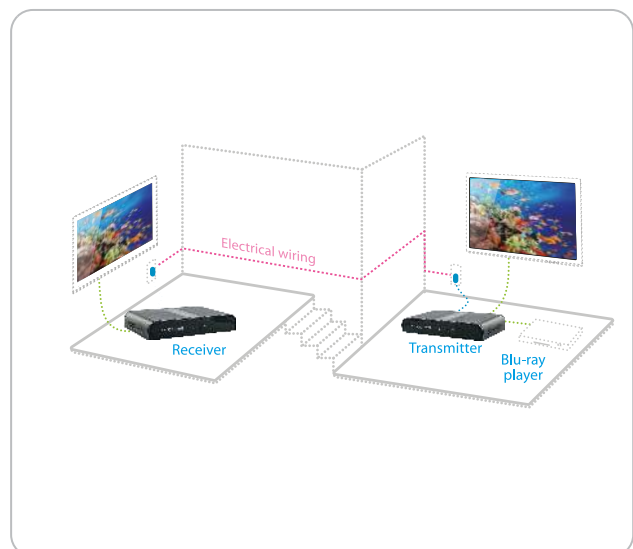 Electrical wiring
Receiver
Transmitter
Blu-ray
player